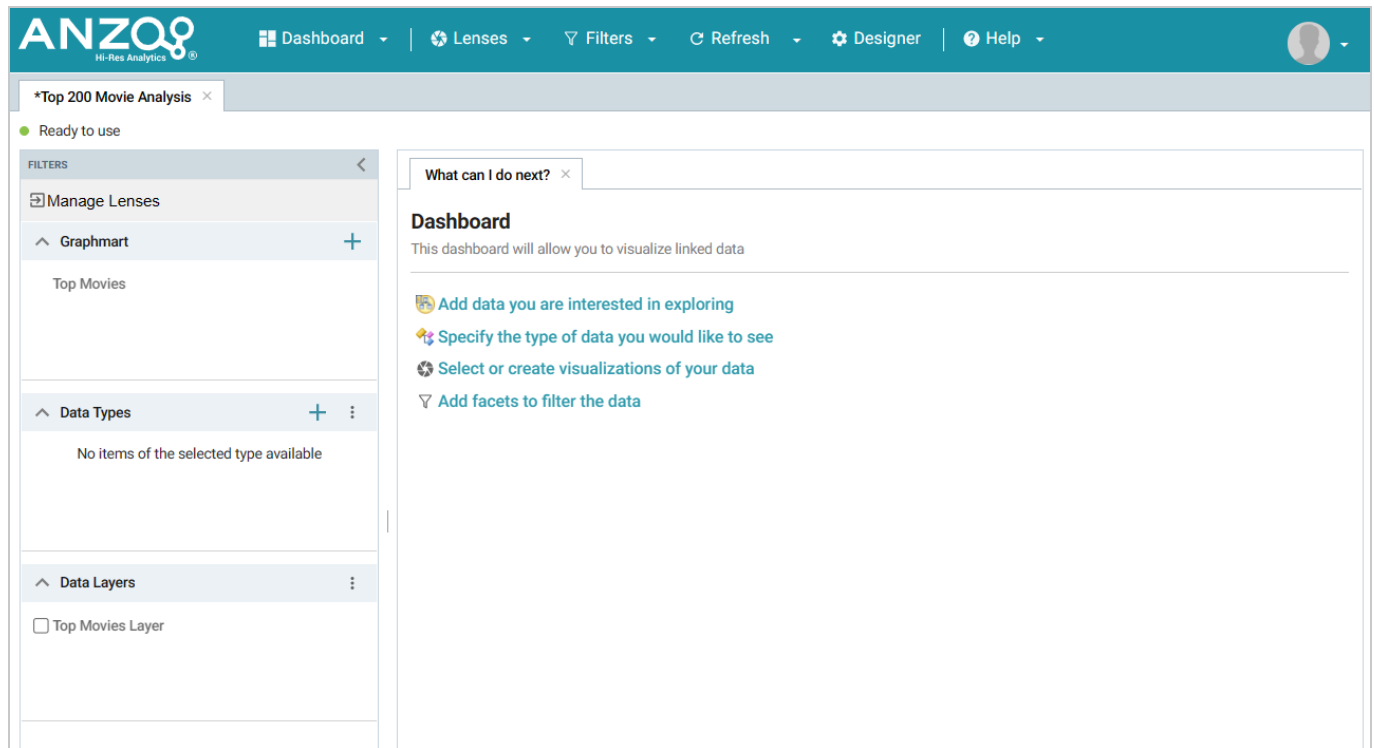 ANZO
Hi-Res Analytics ®
Dashboard Lenses Filters Refresh Designer Help
*Top 200 Movie Analysis
Ready to use
FILTERS
Manage Lenses
Graphmart
Top Movies
Data Types
No items of the selected type available
Data Layers
Top Movies Layer
What can I do next?
Dashboard
This dashboard will allow you to visualize linked data
Add data you are interested in exploring
Specify the type of data you would like to see
Select or create visualizations of your data
Add facets to filter the data